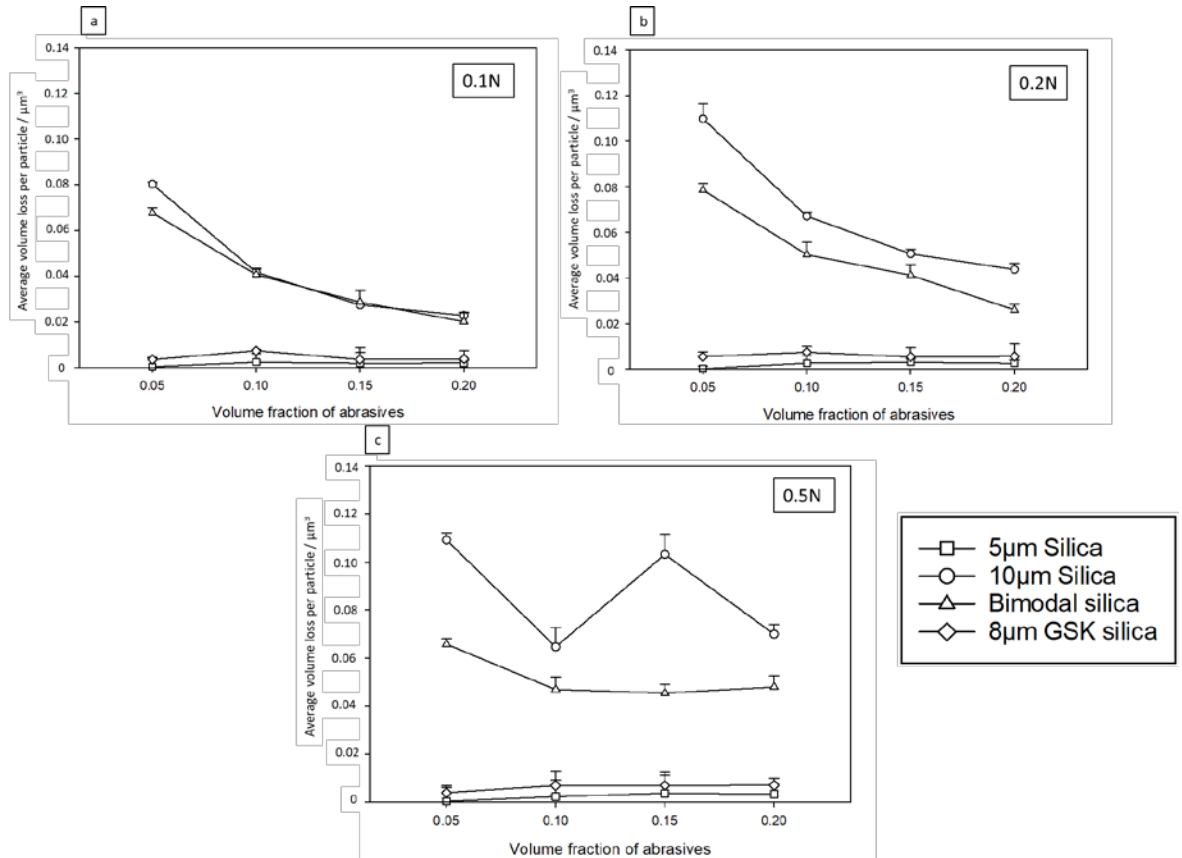 a
0.14
0.12
0.10
0.08
0.06
0.04
0.02
0
Average volume loss per particle / µm³
0.1N
0.05 0.10 0.15 0.20
Volume fraction of abrasives
b
0.14
0.12
0.10
0.08
0.06
0.04
0.02
0
Average volume loss per particle / µm³
0.2N
0.05 0.10 0.15 0.20
Volume fraction of abrasives
c
0.14
0.12
0.10
0.08
0.06
0.04
0.02
0
Average volume loss per particle / µm³
0.5N
0.05 0.10 0.15 0.20
Volume fraction of abrasives
5µm Silica
10µm Silica
Bimodal silica
8µm GSK silica